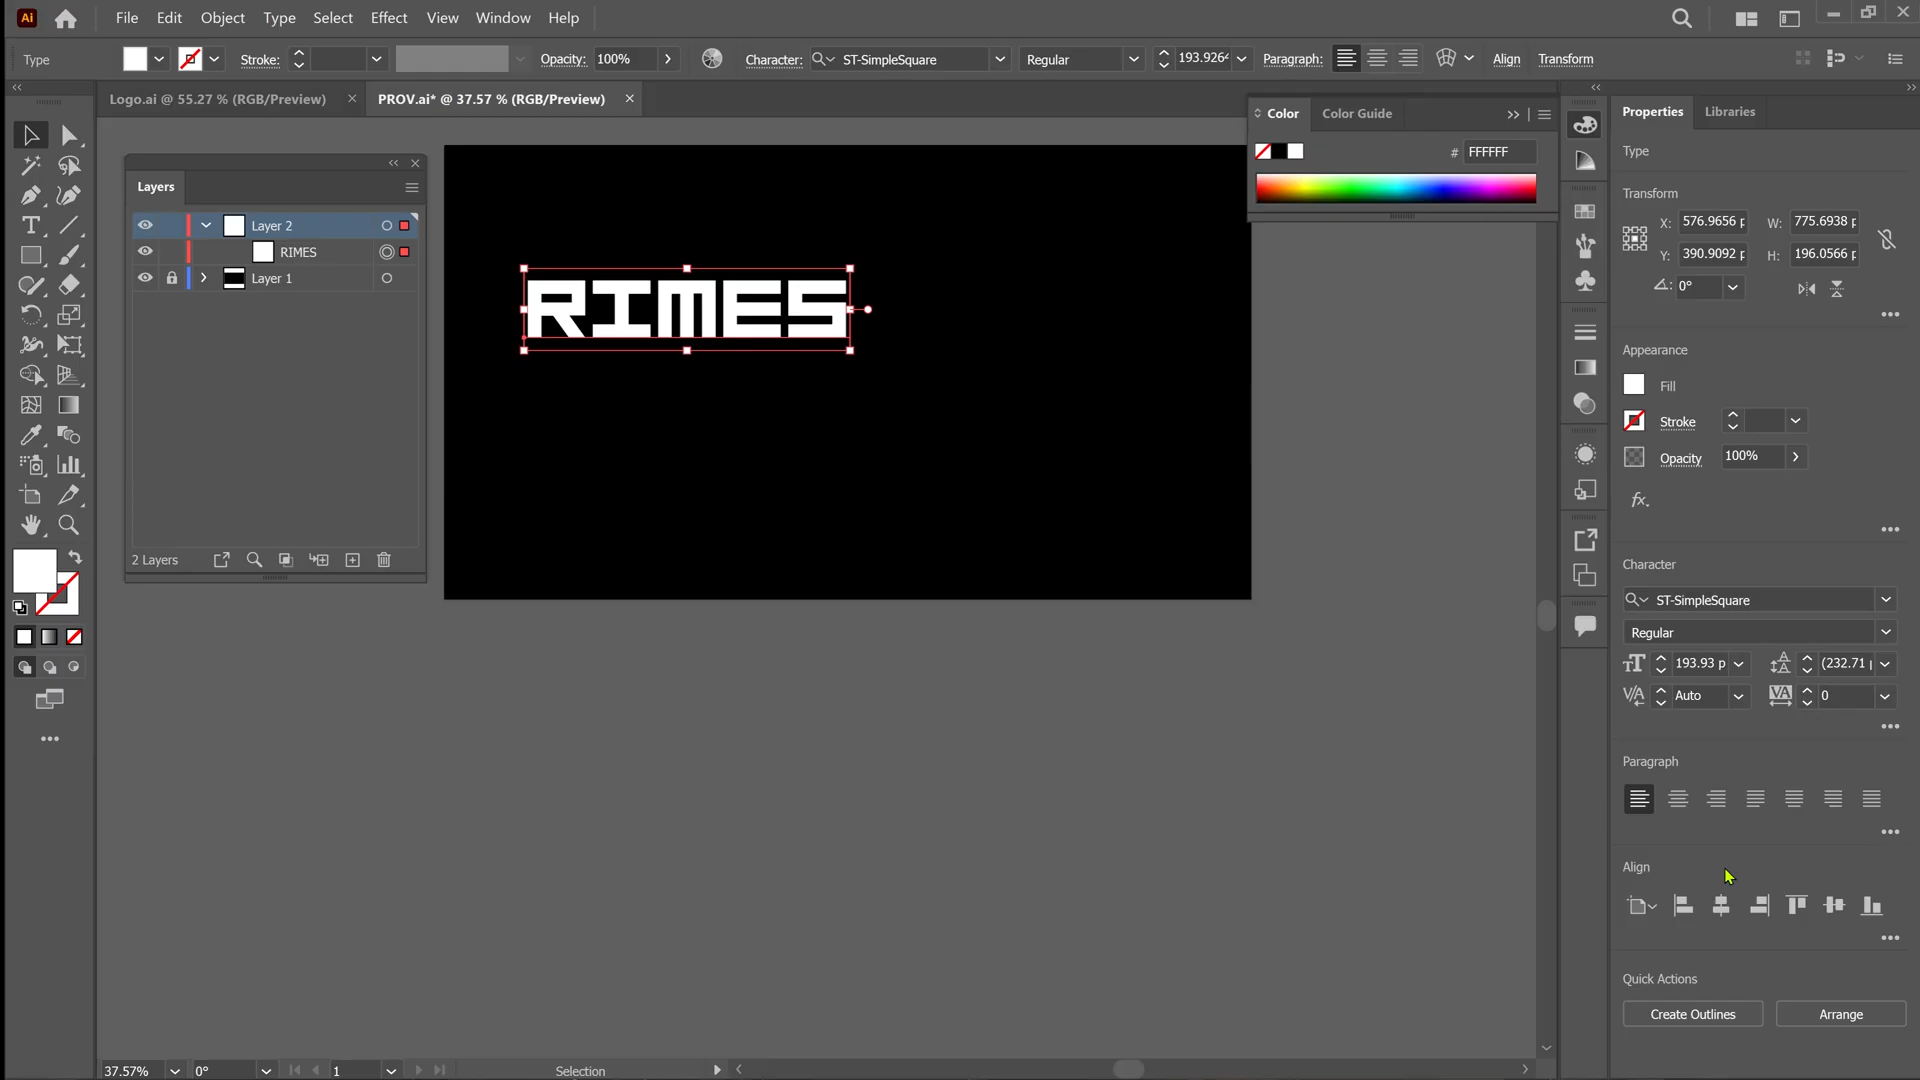 Ai File Edit Object Type Select Effect View Window Help
Type Stroke: Opacity: 100% Character: ST-SimpleSquare Regular 193.9264 Paragraph: Align Transform
Logo.ai @ 55.27 % (RGB/Preview) PROV.ai* @ 37.57 % (RGB/Preview)
Color Color Guide
# FFFFFF
Properties Libraries
Type
Transform
X: 576.9656 p W: 775.6938 p
Y: 390.9092 p H: 196.0566 p
0°
Appearance
Fill
Stroke
Opacity 100%
fx
Character
ST-SimpleSquare
Regular
193.93 p (232.71
Auto 0
Paragraph
Align
Quick Actions
Create Outlines Arrange
Layers
Layer 2
RIMES
Layer 1
2 Layers
RIMES
37.57% 0° 1 Selection